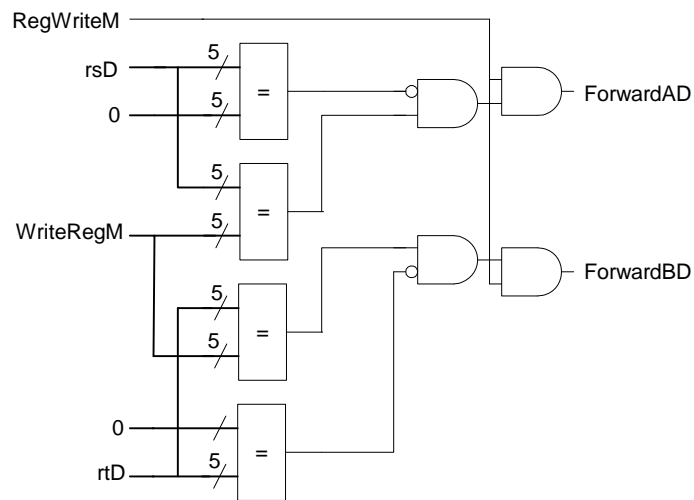 RegWriteM
5
rsD
=
ForwardAD
5
0
5
=
5
WriteRegM
ForwardBD
5
=
5
0
=
5
rtD